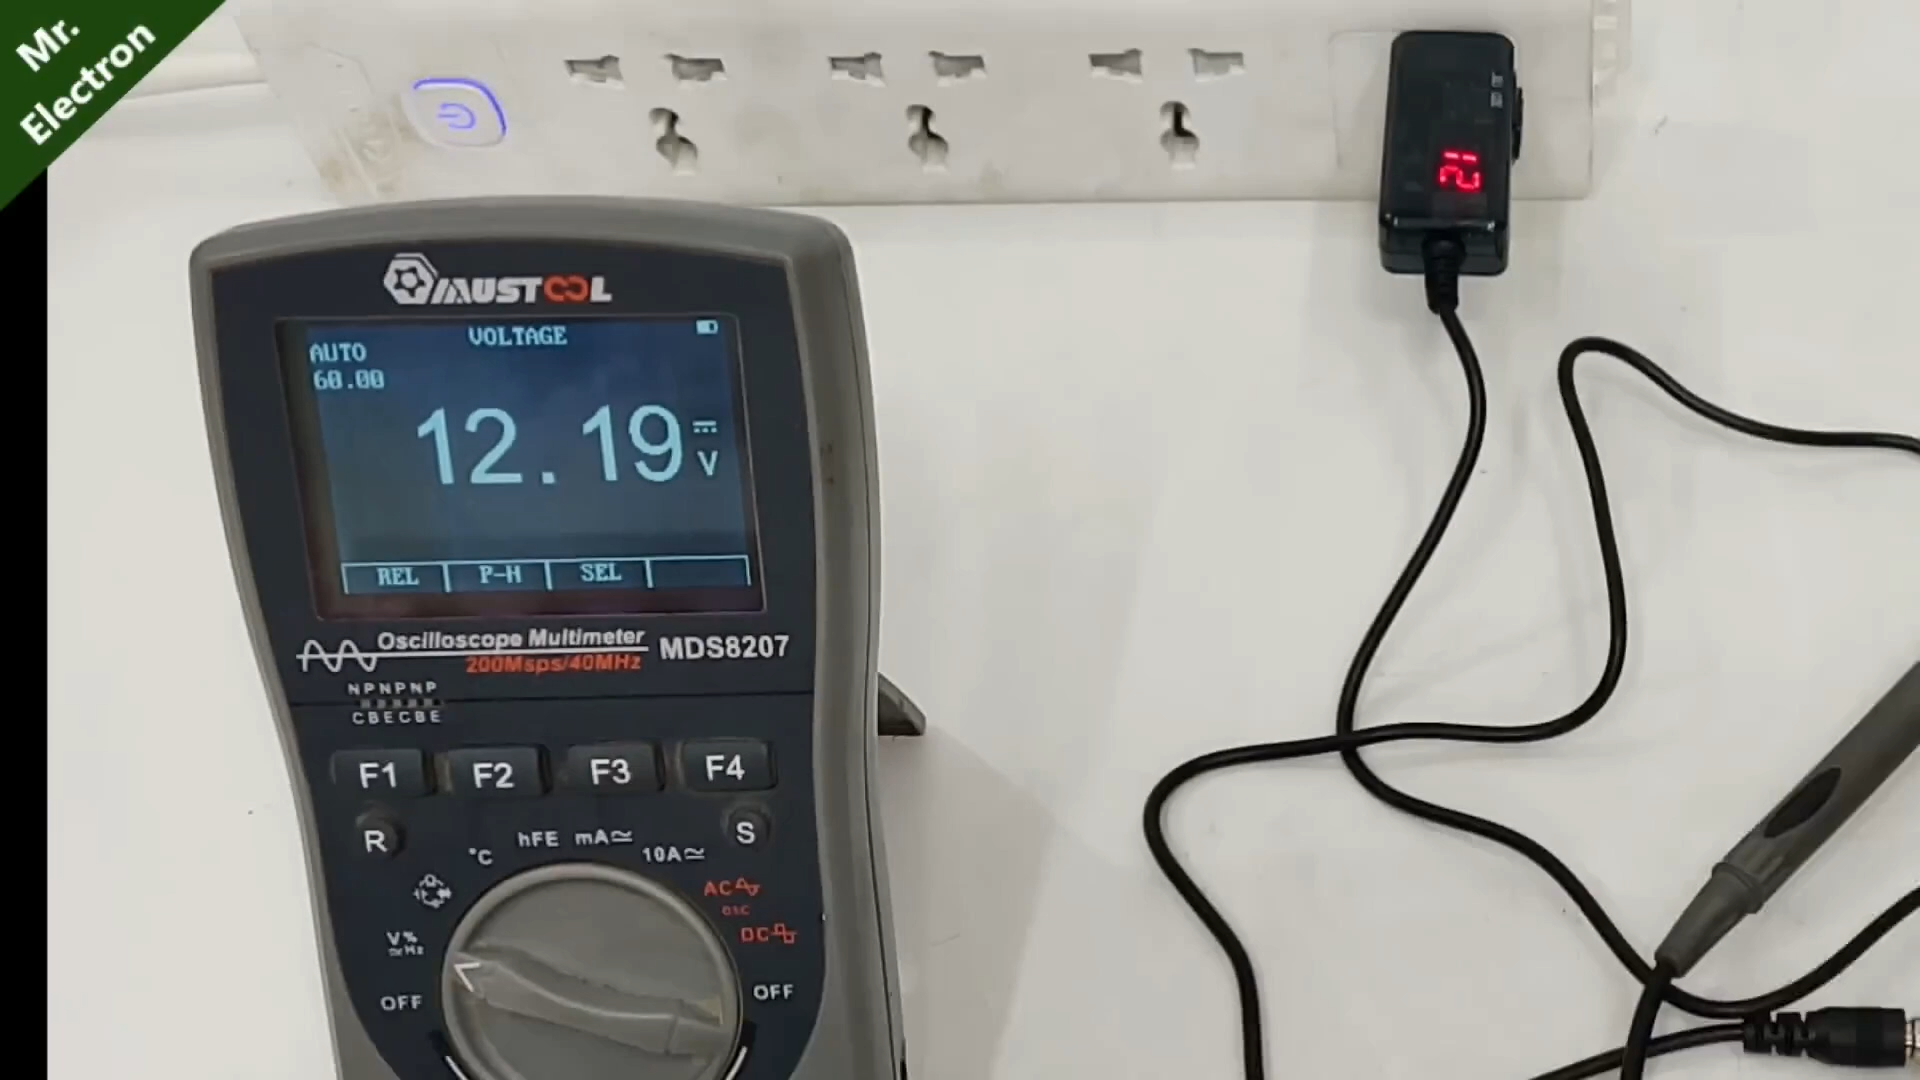 Mr.
Electron
12
MUSTOOL
VOLTAGE
AUTO
60.00
12.19 V
REL P-H SEL
Oscilloscope Multimeter
200Msps/40MHz
MDS8207
NPNPNP
CBECBE
F1 F2 F3 F4
R S
°C hFE mA≂ 10A≂
AC
OSC
DC
V%
≂Hz
OFF OFF